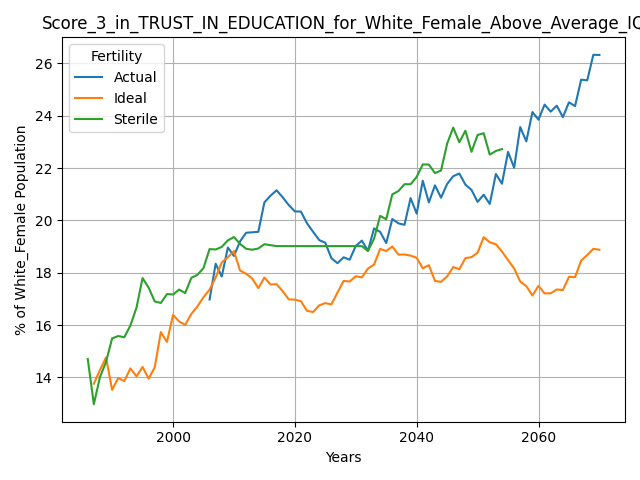 Score_3_in_TRUST_IN_EDUCATION_for_White_Female_Above_Average_IQ
Fertility
Actual
Ideal
Sterile
% of White_Female Population
26
24
22
20
18
16
14
2000
2020
2040
2060
Years